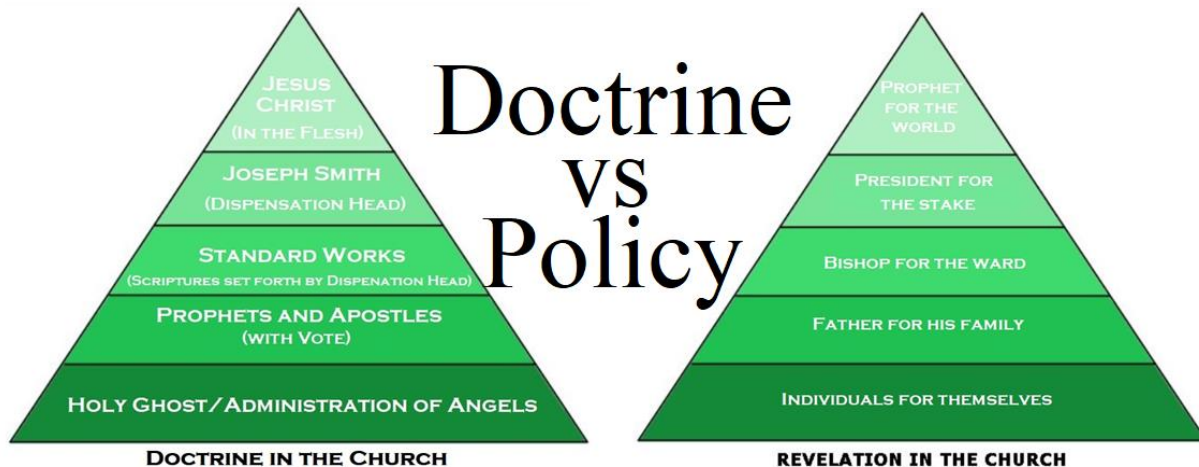 JESUS
CHRIST
(IN THE FLESH)
JOSEPH SMITH
(DISPENSATION HEAD)
STANDARD WORKS
(SCRIPTURES SET FORTH BY DISPENATION HEAD)
PROPHETS AND APOSTLES
(WITH VOTE)
HOLY GHOST/ADMINISTRATION OF ANGELS
DOCTRINE IN THE CHURCH
Doctrine
vs
Policy
PROPHET
FOR THE
WORLD
PRESIDENT FOR
THE STAKE
BISHOP FOR THE WARD
FATHER FOR HIS FAMILY
INDIVIDUALS FOR THEMSELVES
REVELATION IN THE CHURCH